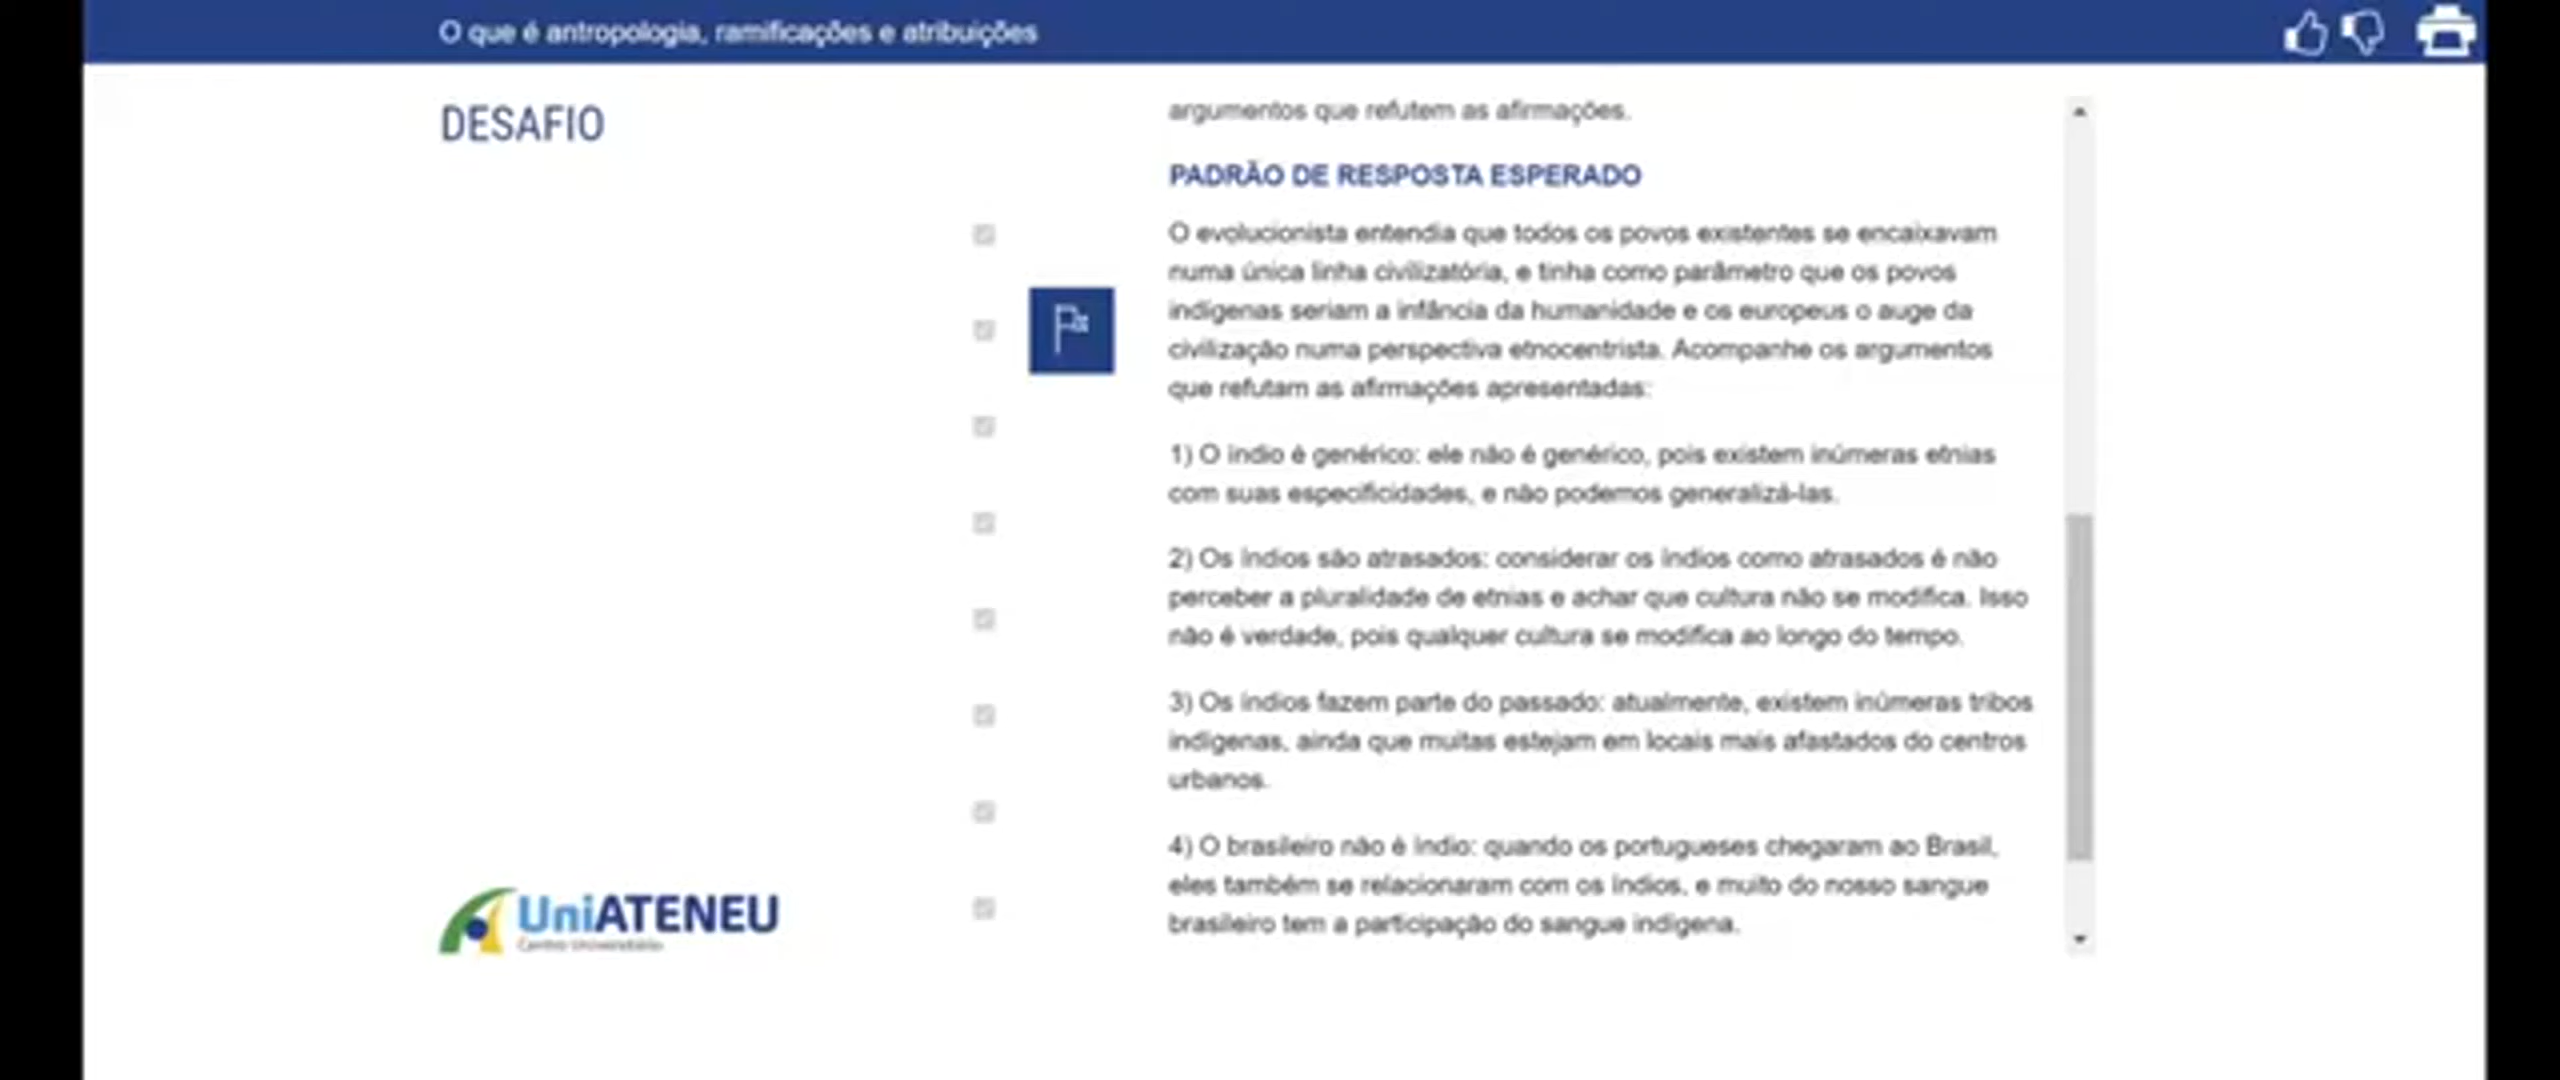 O que é antropologia, ramificações e atribuições
DESAFIO
argumentos que refutem as afirmações.
PADRÃO DE RESPOSTA ESPERADO
O evolucionista entendia que todos os povos existentes se encaixavam
numa única linha civilizatória, e tinha como parâmetro que os povos
indígenas seriam a infância da humanidade e os europeus o auge da
civilização numa perspectiva etnocentrista. Acompanhe os argumentos
que refutam as afirmações apresentadas:
1) O índio é genérico: ele não é genérico, pois existem inúmeras etnias
com suas especificidades, e não podemos generalizá-las.
2) Os índios são atrasados: considerar os índios como atrasados é não
perceber a pluralidade de etnias e achar que cultura não se modifica. Isso
não é verdade, pois qualquer cultura se modifica ao longo do tempo.
3) Os índios fazem parte do passado: atualmente, existem inúmeras tribos
indígenas, ainda que muitas estejam em locais mais afastados do centros
urbanos.
4) O brasileiro não é índio: quando os portugueses chegaram ao Brasil,
eles também se relacionaram com os índios, e muito do nosso sangue
brasileiro tem a participação do sangue indígena.
UniATENEU
Centro Universitário